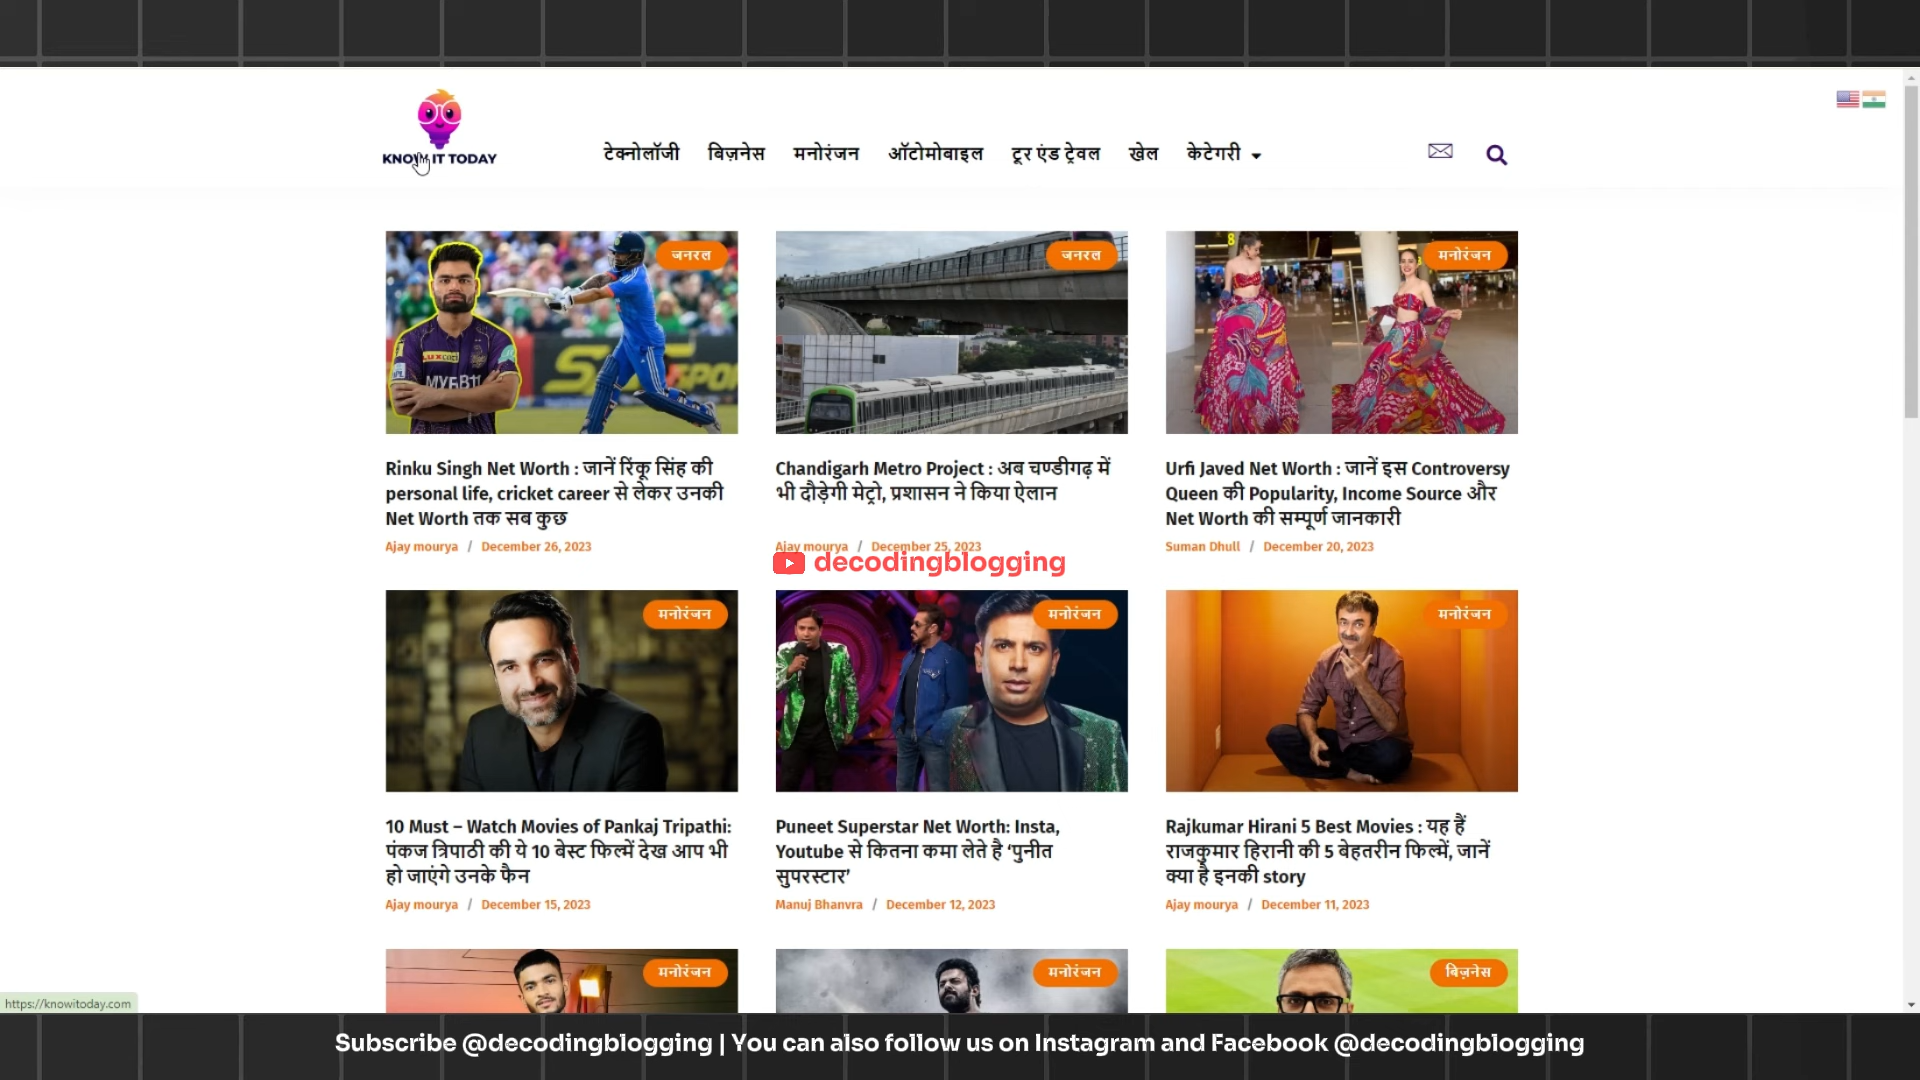 KNOW IT TODAY
टेक्नोलॉजी बिज़नेस मनोरंजन ऑटोमोबाइल टूर एंड ट्रेवल खेल केटेगरी
जनरल
जनरल
मनोरंजन
8
LUX cozi
MYFB11
Rinku Singh Net Worth : जानें रिंकू सिंह की
personal life, cricket career से लेकर उनकी
Net Worth तक सब कुछ
Ajay mourya / December 26, 2023
Chandigarh Metro Project : अब चण्डीगढ़ में
भी दौड़ेगी मेट्रो, प्रशासन ने किया ऐलान
Ajay mourya / December 25, 2023
Urfi Javed Net Worth : जानें इस Controversy
Queen की Popularity, Income Source और
Net Worth की सम्पूर्ण जानकारी
Suman Dhull / December 20, 2023
decodingblogging
मनोरंजन
मनोरंजन
मनोरंजन
10 Must – Watch Movies of Pankaj Tripathi:
पंकज त्रिपाठी की ये 10 बेस्ट फिल्में देख आप भी
हो जाएंगे उनके फैन
Ajay mourya / December 15, 2023
Puneet Superstar Net Worth: Insta,
Youtube से कितना कमा लेते है ‘पुनीत
सुपरस्टार’
Manuj Bhanvra / December 12, 2023
Rajkumar Hirani 5 Best Movies : यह हैं
राजकुमार हिरानी की 5 बेहतरीन फिल्में, जानें
क्या है इनकी story
Ajay mourya / December 11, 2023
मनोरंजन
मनोरंजन
बिज़नेस
https://knowitoday.com
Subscribe @decodingblogging | You can also follow us on Instagram and Facebook @decodingblogging